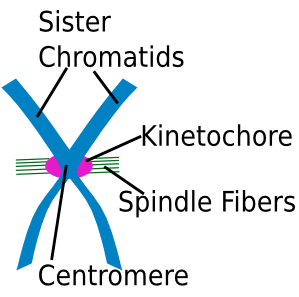 Sister
Chromatids
Kinetochore
Spindle Fibers
Centromere